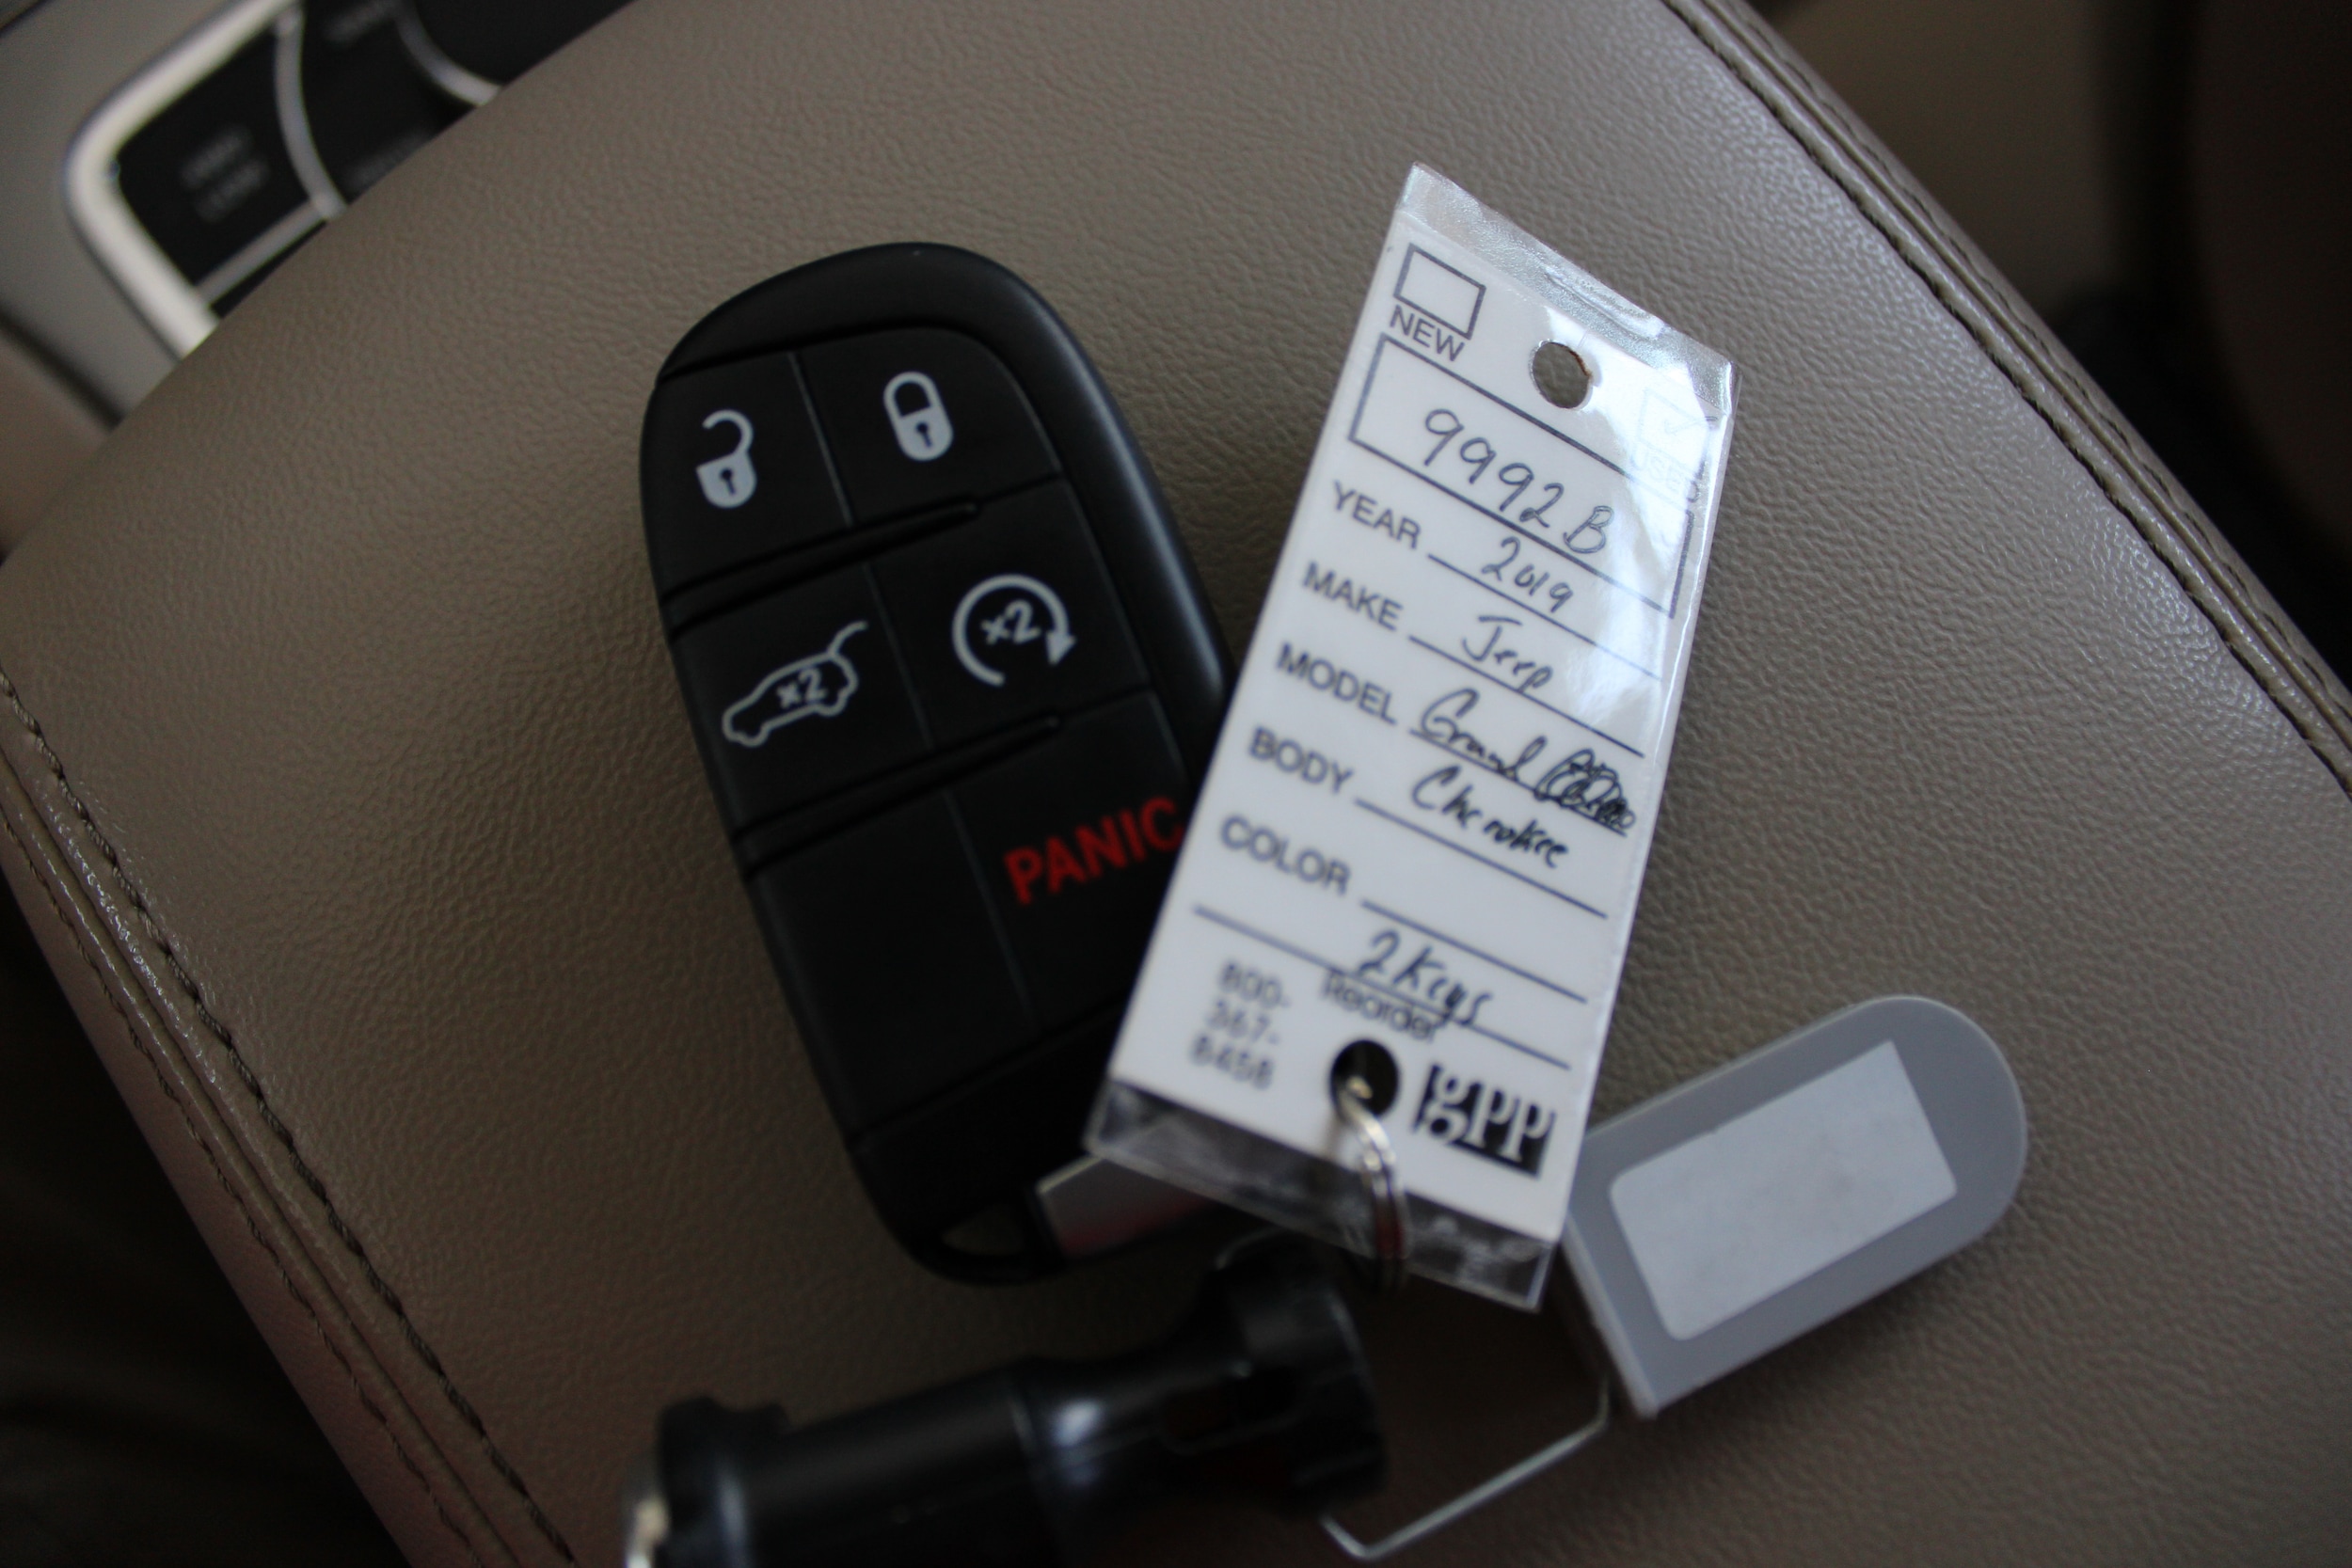 x2
x2
PANIC
NEW
USED
9992B
YEAR 2019
MAKE Jeep
MODEL Grand
BODY Cherokee
COLOR
2 Keys
Reorder
800-
367-
8458
gpp